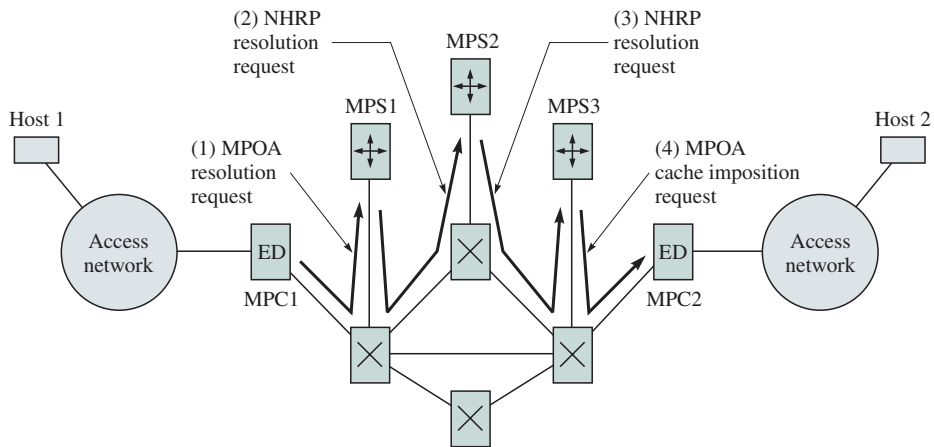 (2) NHRP
resolution
request
(3) NHRP
resolution
request
MPS2
MPS1
MPS3
Host 1
Host 2
(1) MPOA
resolution
request
(4) MPOA
cache imposition
request
Access
network
ED
MPC1
ED
MPC2
Access
network